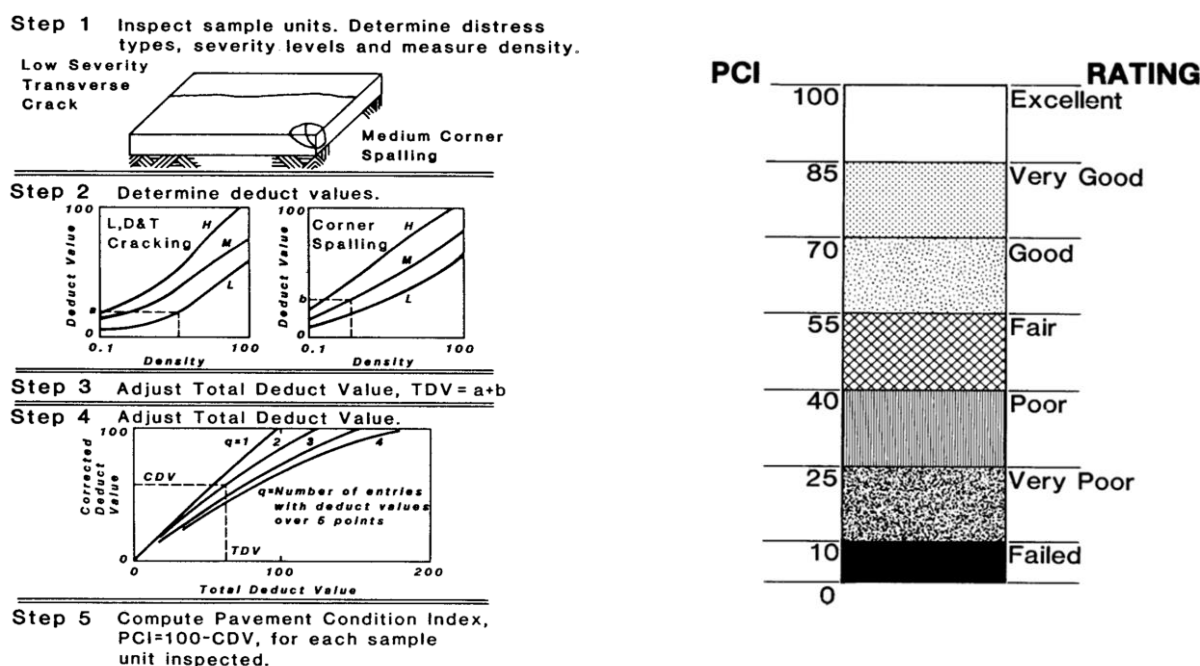 Step 1 Inspect sample units. Determine distress
types, severity levels and measure density.
Low Severity
Transverse
Crack
Medium Corner
Spalling
Step 2 Determine deduct values.
100
Deduct Value
a
0
L,D&T
Cracking
H
M
L
0.1
100
Density
100
Deduct Value
b
0
Corner
Spalling
H
M
L
0.1
100
Density
Step 3 Adjust Total Deduct Value, TDV = a+b
Step 4 Adjust Total Deduct Value.
100
Corrected
Deduct
Value
0
q=1 2 3 4
CDV
q=Number of entries
with deduct values
over 5 points
TDV
0 100 200
Total Deduct Value
Step 5 Compute Pavement Condition Index,
PCI=100-CDV, for each sample
unit inspected.
PCI RATING
100 Excellent
85 Very Good
70 Good
55 Fair
40 Poor
25 Very Poor
10 Failed
0